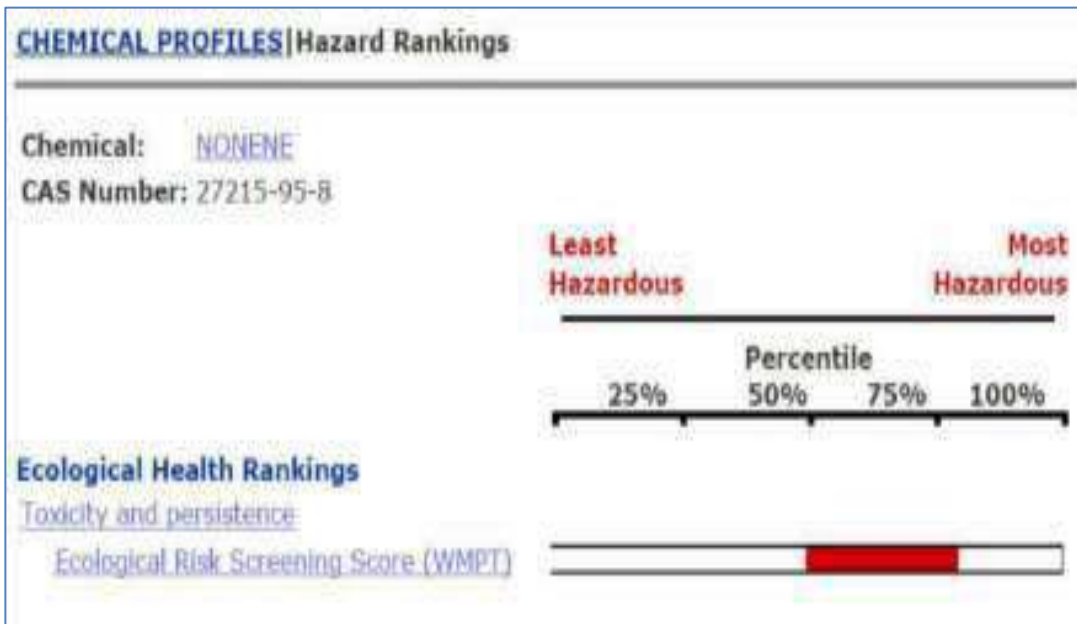 CHEMICAL PROFILES|Hazard Rankings
Chemical: NONENE
CAS Number: 27215-95-8
Least Hazardous
Most Hazardous
Percentile
25% 50% 75% 100%
Ecological Health Rankings
Toxicity and persistence
Ecological Risk Screening Score (WMPT)